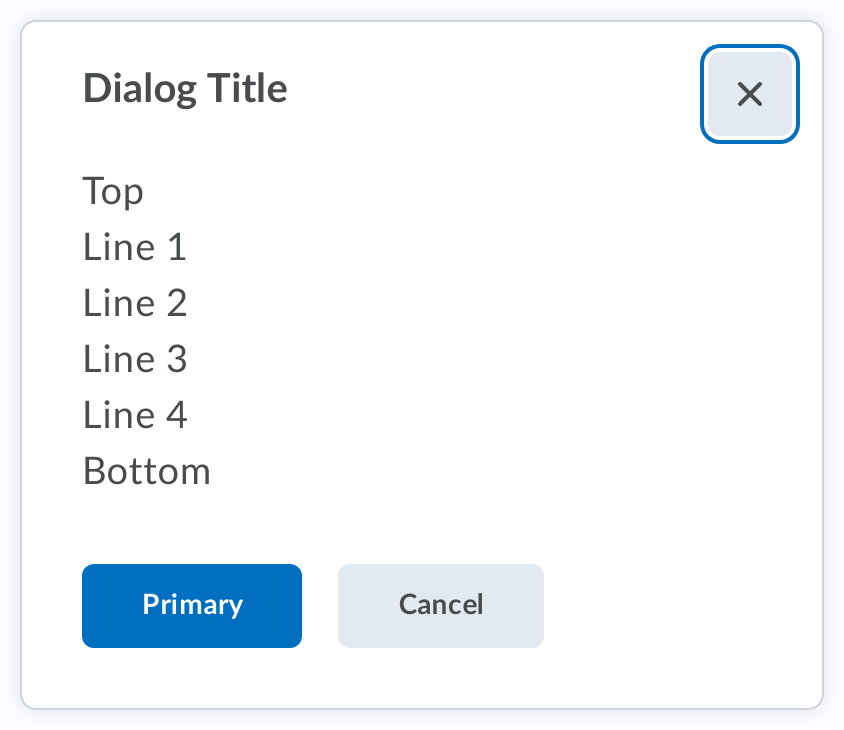 Dialog Title
Top
Line 1
Line 2
Line 3
Line 4
Bottom
Primary
Cancel